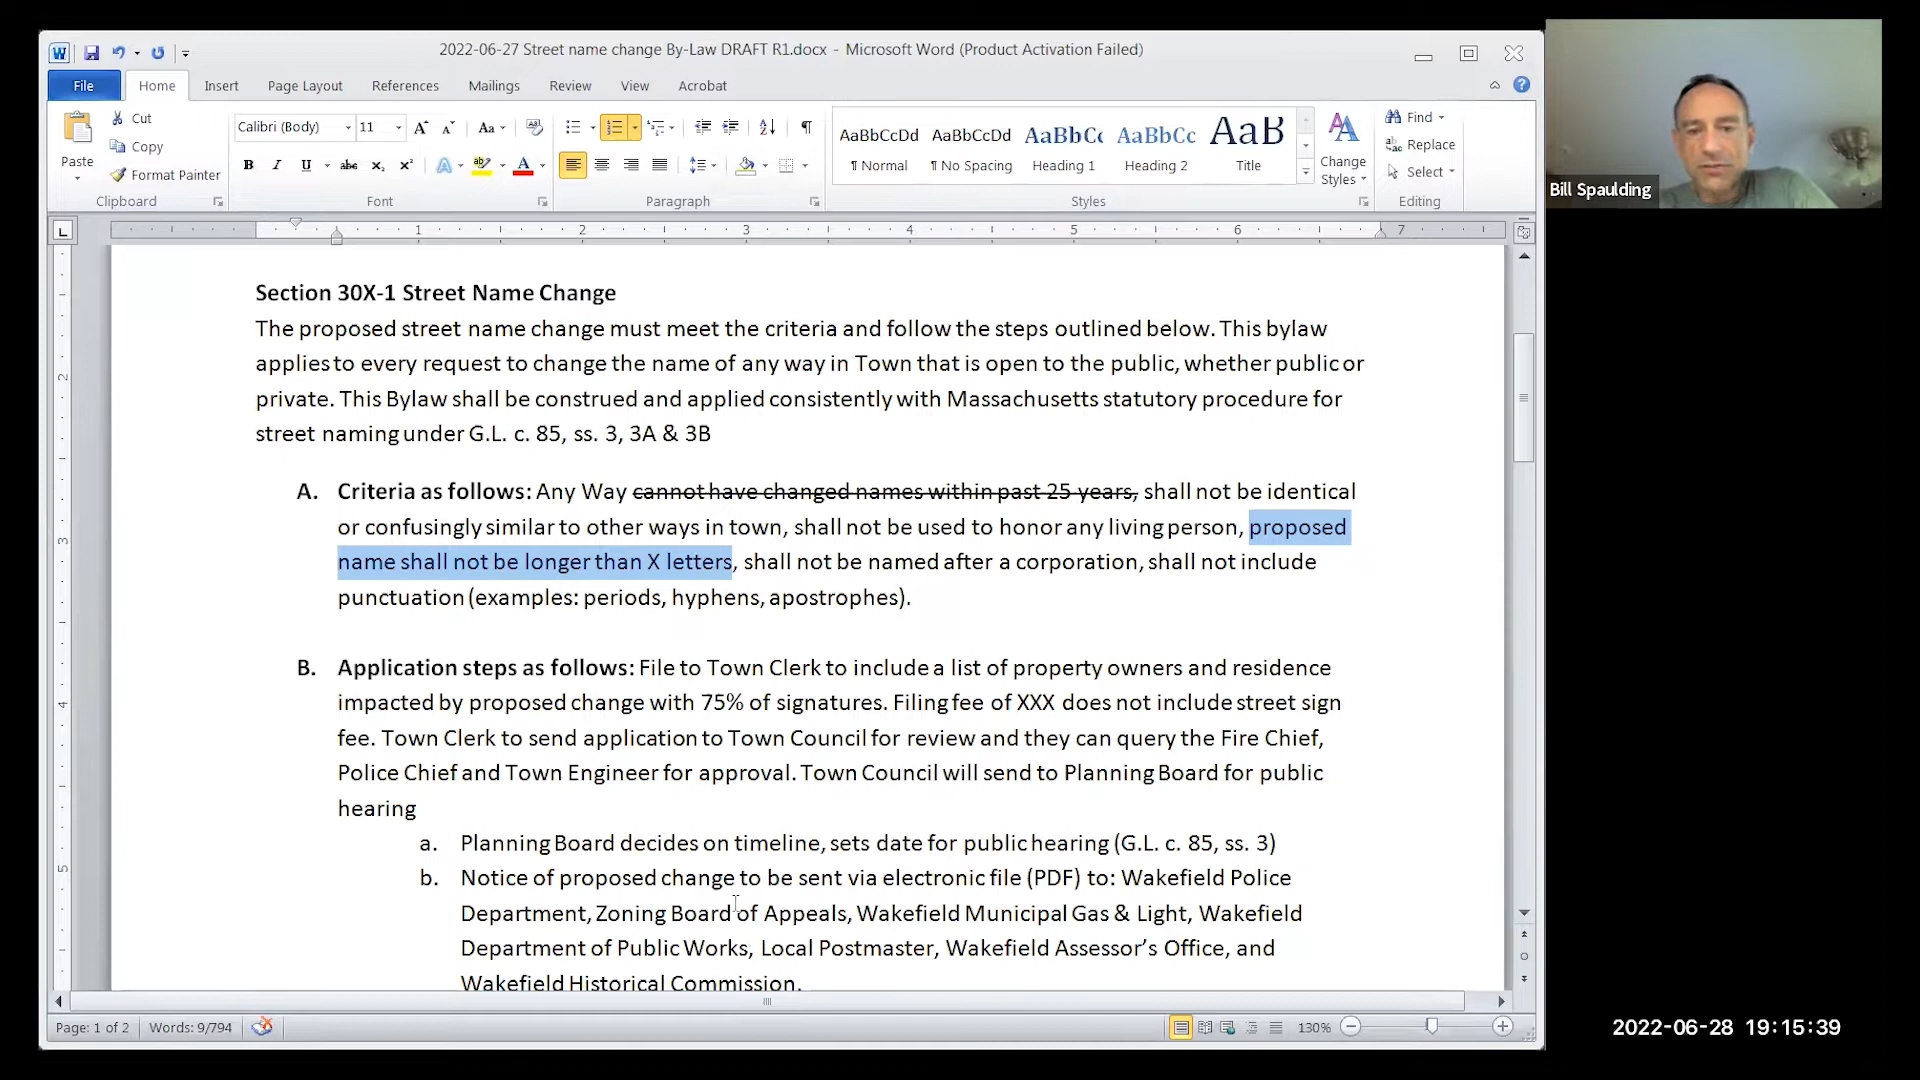 2022-06-27 Street name change By-Law DRAFT R1.docx - Microsoft Word (Product Activation Failed)
File Home Insert Page Layout References Mailings Review View Acrobat
Paste
Cut
Copy
Format Painter
Clipboard
Calibri (Body) 11
Font
Paragraph
AaBbCcDd AaBbCcDd AaBbCc AaBbCc AaB
¶ Normal ¶ No Spacing Heading 1 Heading 2 Title
Change
Styles
Styles
Find
Replace
Select
Editing
Bill Spaulding
1 2 3 4 5 6 7
2
3
4
5
Section 30X-1 Street Name Change
The proposed street name change must meet the criteria and follow the steps outlined below. This bylaw
applies to every request to change the name of any way in Town that is open to the public, whether public or
private. This Bylaw shall be construed and applied consistently with Massachusetts statutory procedure for
street naming under G.L. c. 85, ss. 3, 3A & 3B
A. Criteria as follows: Any Way cannot have changed names within past 25 years, shall not be identical
or confusingly similar to other ways in town, shall not be used to honor any living person, proposed
name shall not be longer than X letters, shall not be named after a corporation, shall not include
punctuation (examples: periods, hyphens, apostrophes).
B. Application steps as follows: File to Town Clerk to include a list of property owners and residence
impacted by proposed change with 75% of signatures. Filing fee of XXX does not include street sign
fee. Town Clerk to send application to Town Council for review and they can query the Fire Chief,
Police Chief and Town Engineer for approval. Town Council will send to Planning Board for public
hearing
a. Planning Board decides on timeline, sets date for public hearing (G.L. c. 85, ss. 3)
b. Notice of proposed change to be sent via electronic file (PDF) to: Wakefield Police
Department, Zoning Board of Appeals, Wakefield Municipal Gas & Light, Wakefield
Department of Public Works, Local Postmaster, Wakefield Assessor's Office, and
Wakefield Historical Commission.
Page: 1 of 2 Words: 9/794 130%
2022-06-28 19:15:39